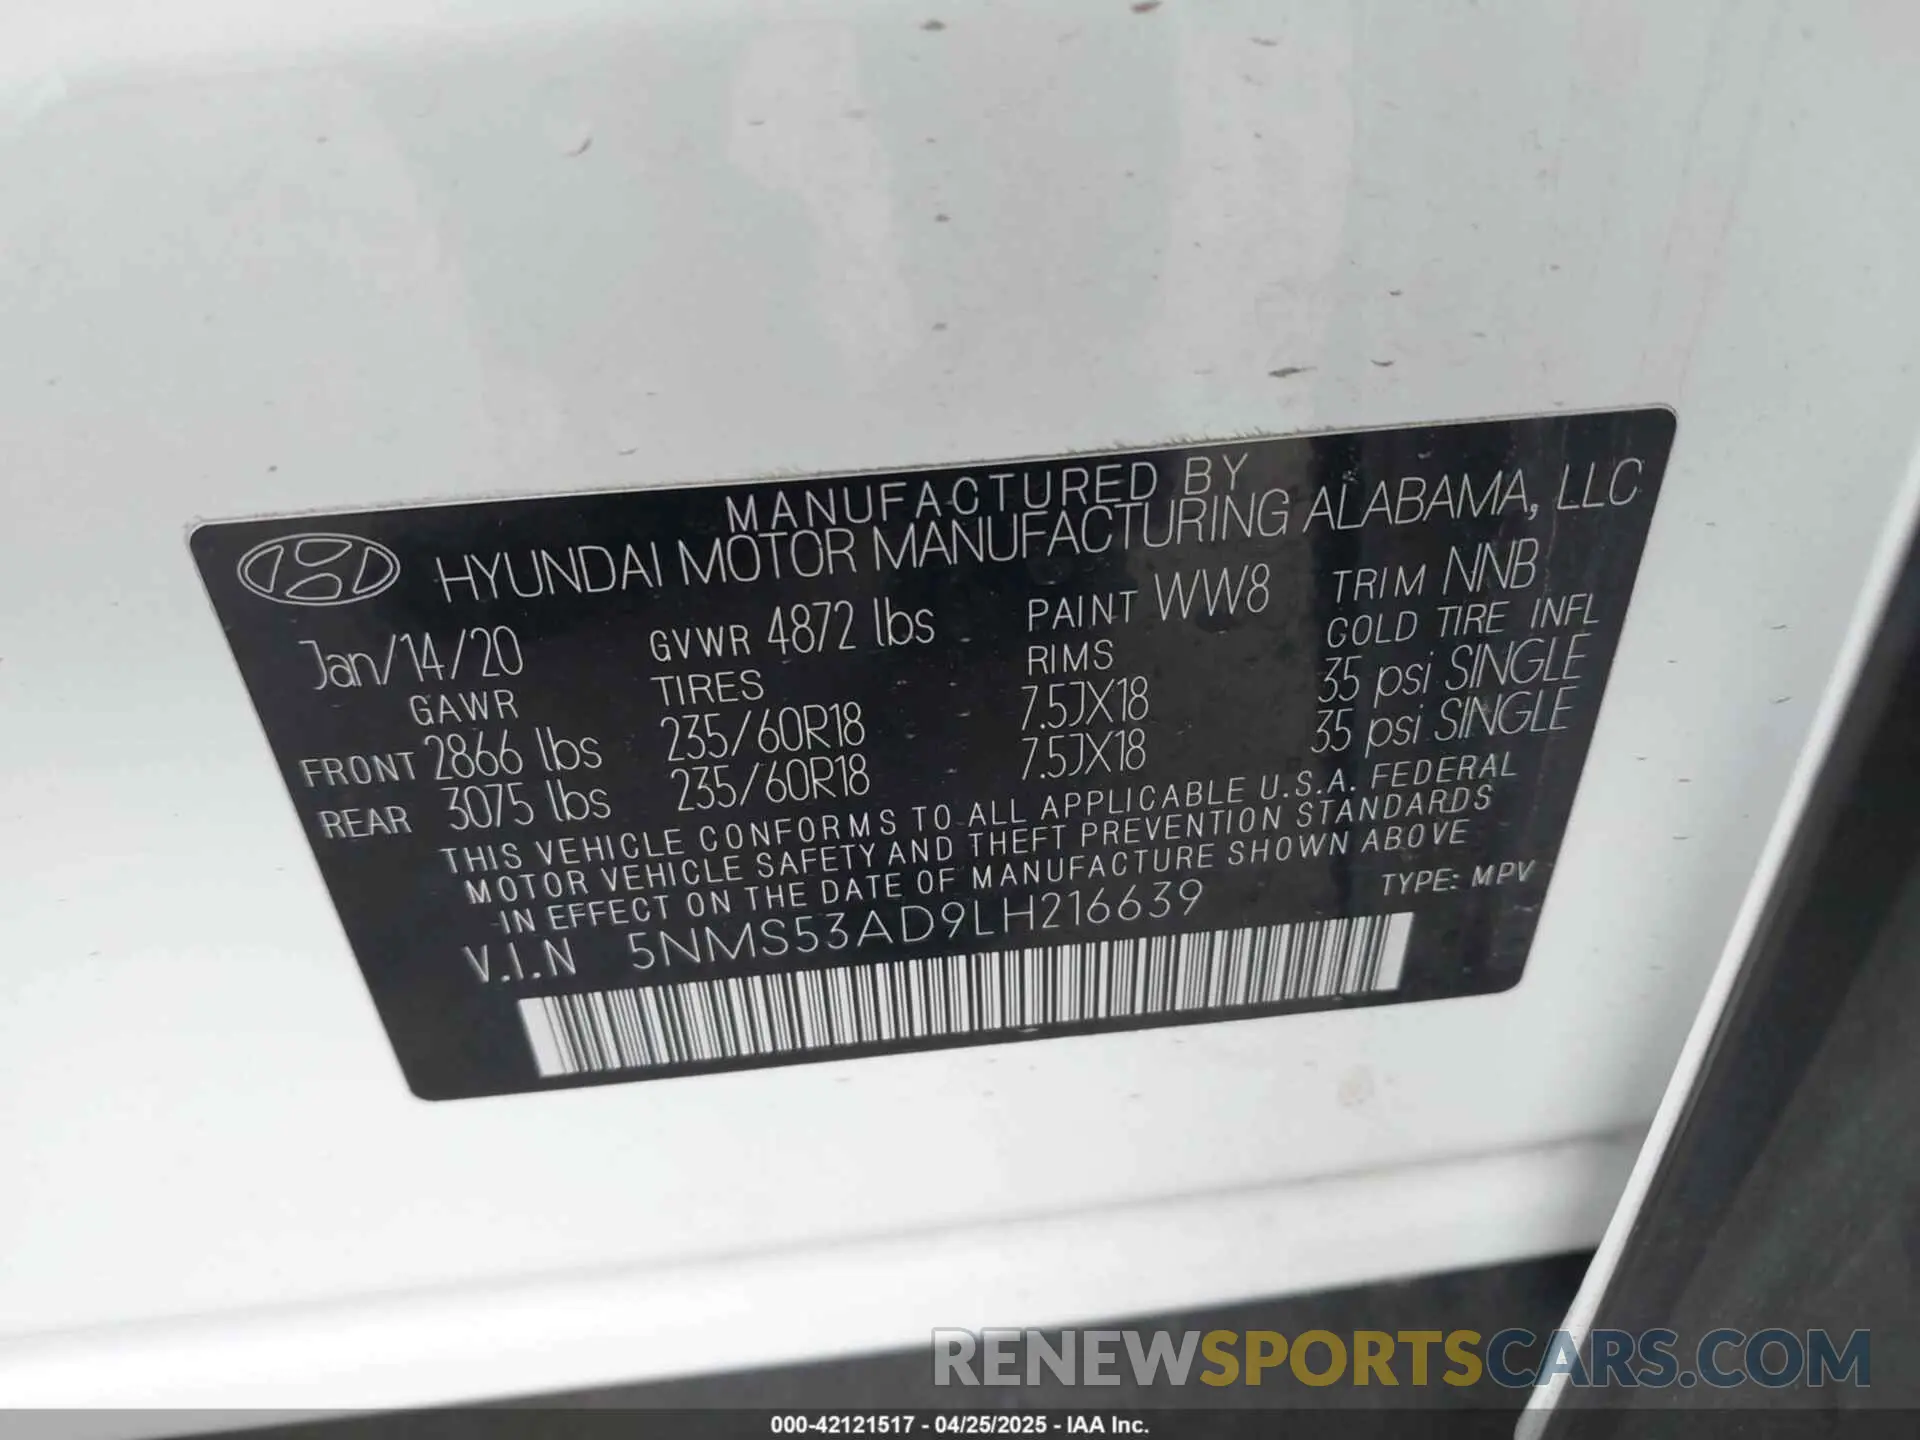 MANUFACTURED BY
HYUNDAI MOTOR MANUFACTURING ALABAMA, LLC
Jan/14/20 GVWR 4872 lbs PAINT WW8 TRIM NNB
GAWR TIRES RIMS COLD TIRE INFL
FRONT 2866 lbs 235/60R18 7.5JX18 35 psi SINGLE
REAR 3075 lbs 235/60R18 7.5JX18 35 psi SINGLE
THIS VEHICLE CONFORMS TO ALL APPLICABLE U.S.A. FEDERAL
MOTOR VEHICLE SAFETY AND THEFT PREVENTION STANDARDS
IN EFFECT ON THE DATE OF MANUFACTURE SHOWN ABOVE
V.I.N 5NMS53AD9LH216639 TYPE: MPV
RENEWSPORTSCARS.COM
000-42121517 - 04/25/2025 - IAA Inc.